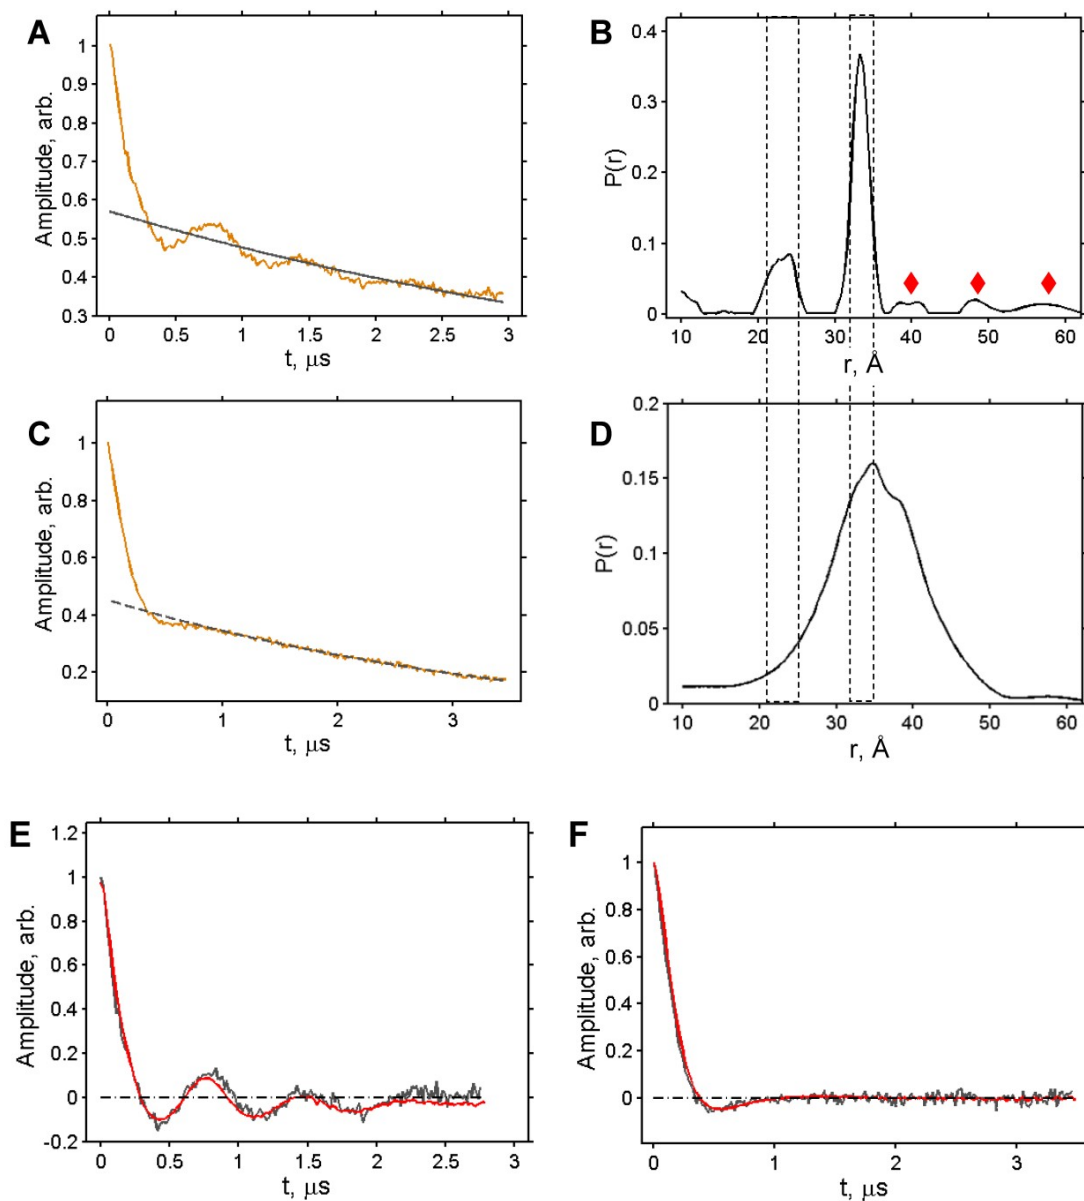 A
Amplitude, arb.
1
0.9
0.8
0.7
0.6
0.5
0.4
0.3
0 0.5 1 1.5 2 2.5 3
t, μs
B
P(r)
0.4
0.3
0.2
0.1
0
10 20 30 40 50 60
r, Å
C
Amplitude, arb.
1
0.8
0.6
0.4
0.2
0 1 2 3
t, μs
D
P(r)
0.2
0.15
0.1
0.05
0
10 20 30 40 50 60
r, Å
E
Amplitude, arb.
1.2
1
0.8
0.6
0.4
0.2
0
-0.2
0 0.5 1 1.5 2 2.5 3
t, μs
F
Amplitude, arb.
1
0.8
0.6
0.4
0.2
0
0 1 2 3
t, μs